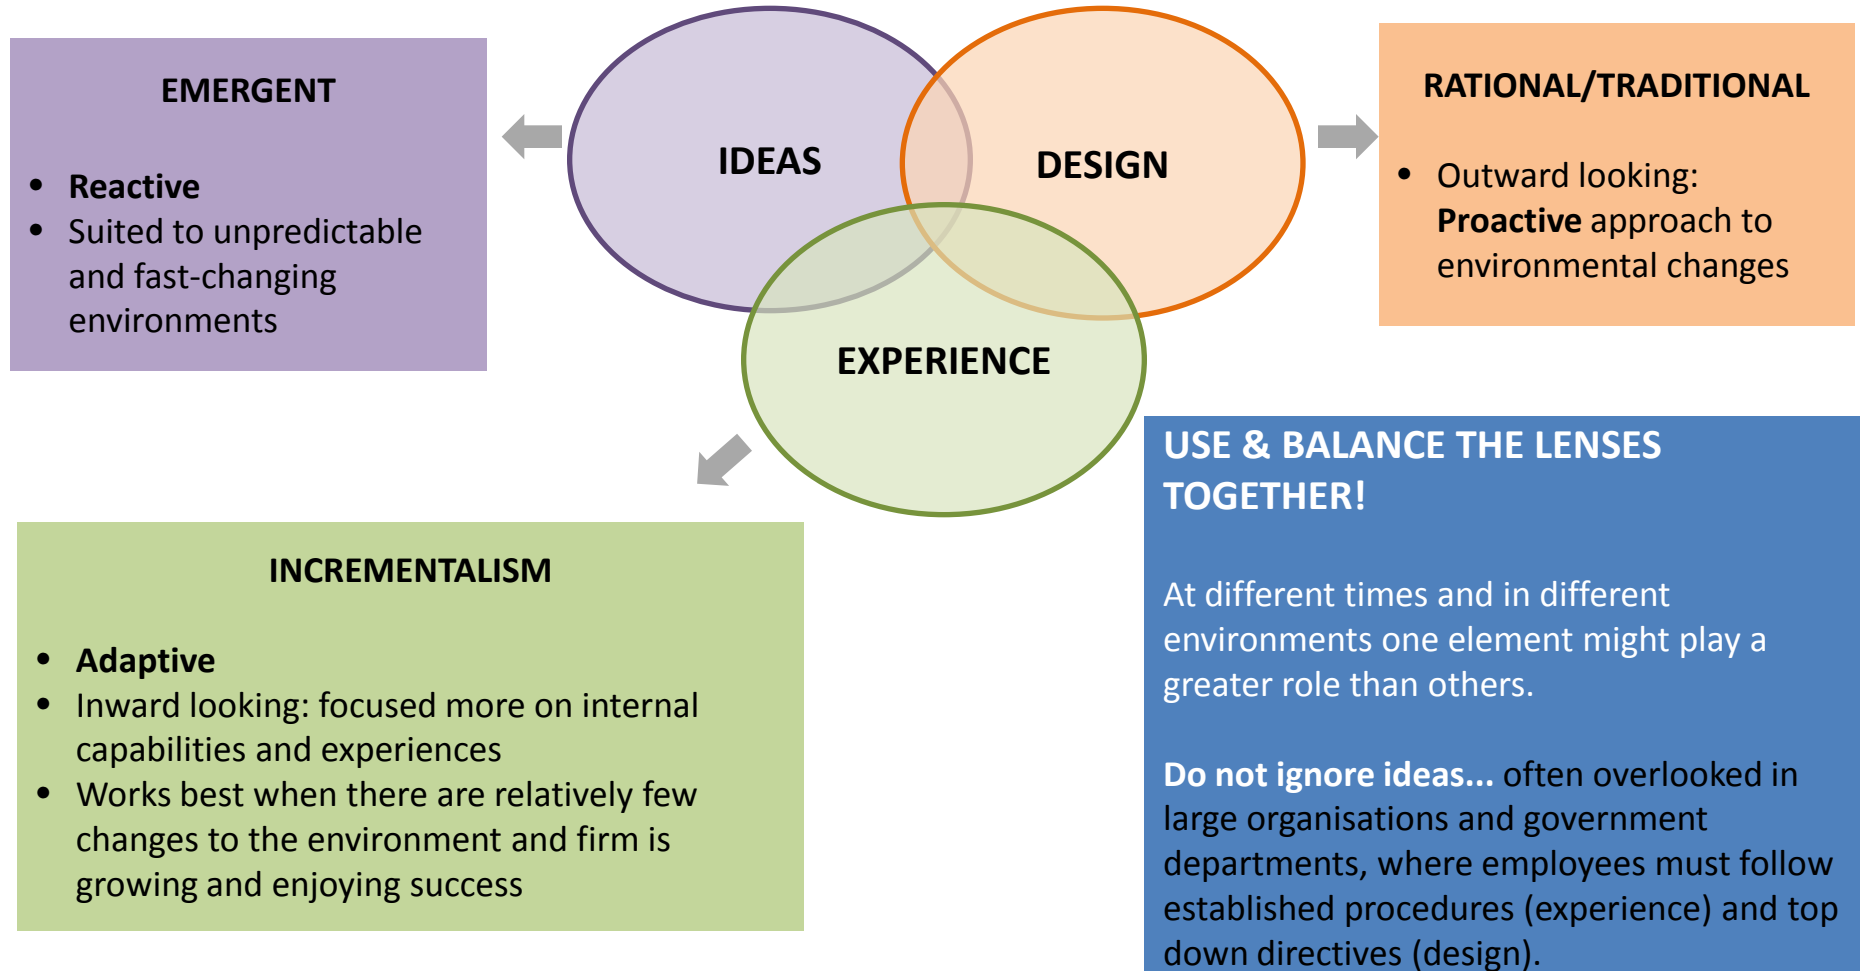 EMERGENT
• Reactive
• Suited to unpredictable
and fast-changing
environments
IDEAS
DESIGN
EXPERIENCE
RATIONAL/TRADITIONAL
• Outward looking:
Proactive approach to
environmental changes
INCREMENTALISM
• Adaptive
• Inward looking: focused more on internal
capabilities and experiences
• Works best when there are relatively few
changes to the environment and firm is
growing and enjoying success
USE & BALANCE THE LENSES
TOGETHER!
At different times and in different
environments one element might play a
greater role than others.
Do not ignore ideas... often overlooked in
large organisations and government
departments, where employees must follow
established procedures (experience) and top
down directives (design).